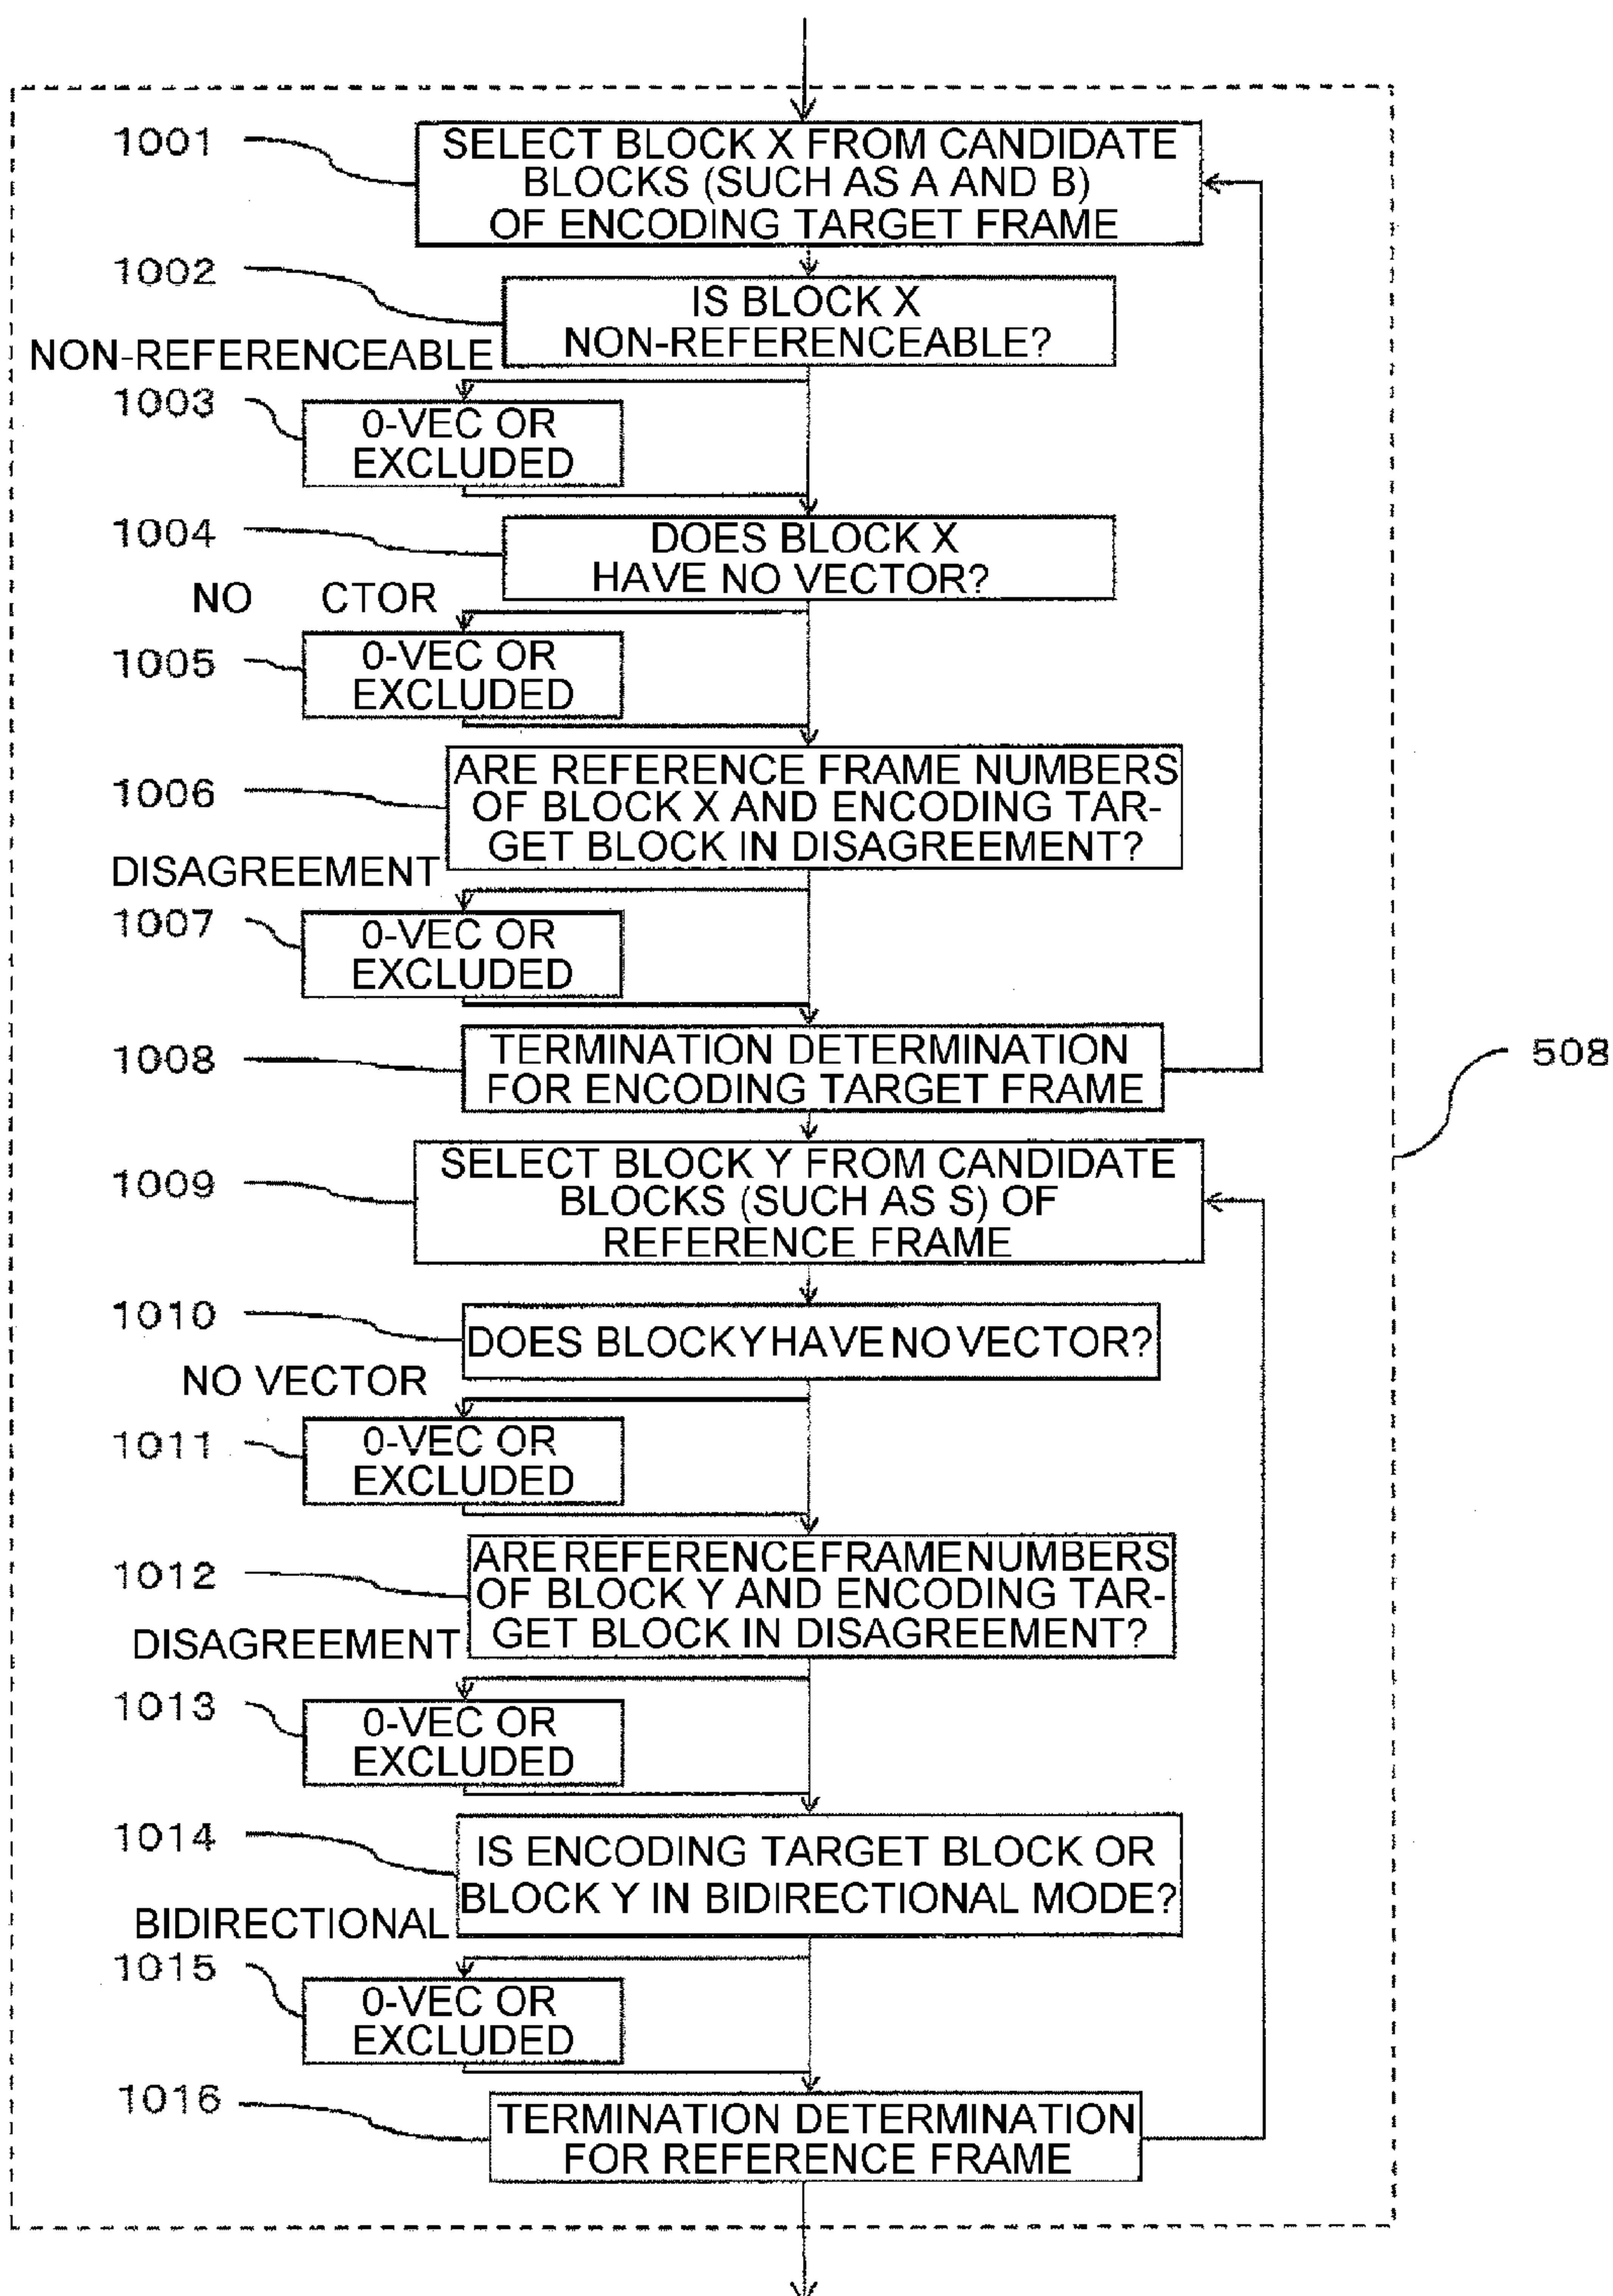 1001
SELECT BLOCK X FROM CANDIDATE
BLOCKS (SUCH AS A AND B)
OF ENCODING TARGET FRAME
1002
IS BLOCK X
NON-REFERENCEABLE?
NON-REFERENCEABLE
1003
0-VEC OR
EXCLUDED
1004
DOES BLOCK X
HAVE NO VECTOR?
NO CTOR
1005
0-VEC OR
EXCLUDED
1006
ARE REFERENCE FRAME NUMBERS
OF BLOCK X AND ENCODING TAR-
GET BLOCK IN DISAGREEMENT?
DISAGREEMENT
1007
0-VEC OR
EXCLUDED
1008
TERMINATION DETERMINATION
FOR ENCODING TARGET FRAME
508
1009
SELECT BLOCK Y FROM CANDIDATE
BLOCKS (SUCH AS S) OF
REFERENCE FRAME
1010
DOES BLOCK Y HAVE NO VECTOR?
NO VECTOR
1011
0-VEC OR
EXCLUDED
1012
ARE REFERENCE FRAME NUMBERS
OF BLOCK Y AND ENCODING TAR-
GET BLOCK IN DISAGREEMENT?
DISAGREEMENT
1013
0-VEC OR
EXCLUDED
1014
IS ENCODING TARGET BLOCK OR
BLOCK Y IN BIDIRECTIONAL MODE?
BIDIRECTIONAL
1015
0-VEC OR
EXCLUDED
1016
TERMINATION DETERMINATION
FOR REFERENCE FRAME